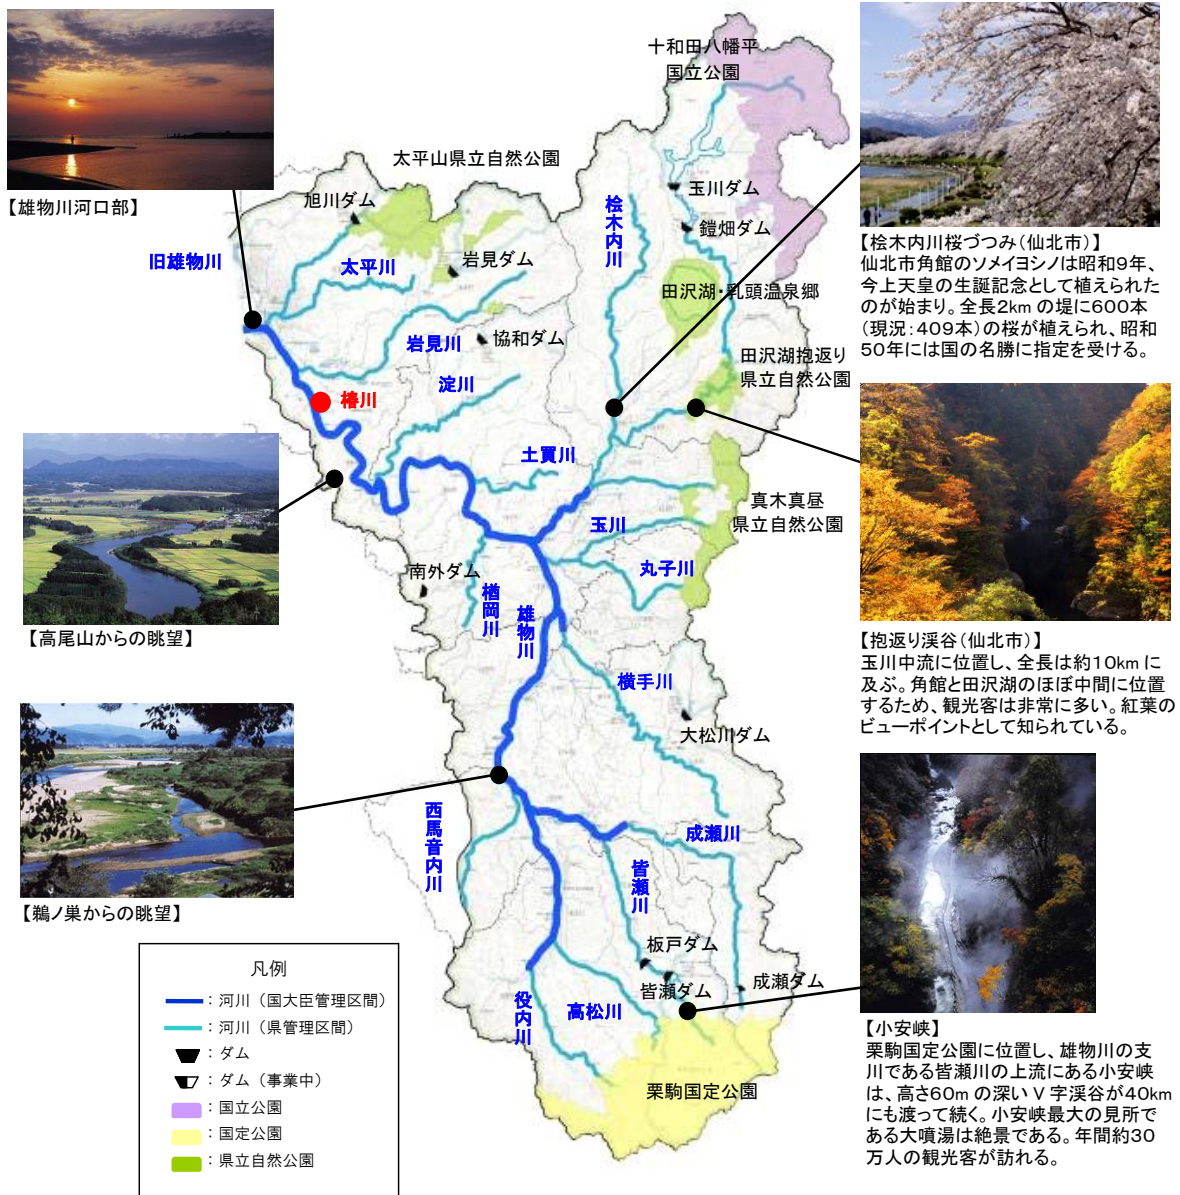 十和田八幡平
国立公園
太平山県立自然公園
旭川ダム
玉川ダム
鎧畑ダム
桧木内川
【雄物川河口部】
旧雄物川
太平川
岩見ダム
田沢湖・乳頭温泉郷
【桧木内川桜づつみ(仙北市)】
仙北市角館のソメイヨシノは昭和9年、
今上天皇の生誕記念として植えられた
のが始まり。全長2kmの堤に600本
(現況:409本)の桜が植えられ、昭和
50年には国の名勝に指定を受ける。
岩見川
協和ダム
田沢湖抱返り
県立自然公園
淀川
椿川
土買川
真木真昼
県立自然公園
玉川
丸子川
南外ダム
楢岡川
雄物川
【高尾山からの眺望】
【抱返り渓谷(仙北市)】
玉川中流に位置し、全長は約10kmに
及ぶ。角館と田沢湖のほぼ中間に位置
するため、観光客は非常に多い。紅葉の
ビューポイントとして知られている。
横手川
大松川ダム
西馬音内川
成瀬川
皆瀬川
【鵜ノ巣からの眺望】
板戸ダム
皆瀬ダム
成瀬ダム
役内川
高松川
栗駒国定公園
【小安峡】
栗駒国定公園に位置し、雄物川の支
川である皆瀬川の上流にある小安峡
は、高さ60mの深いV字渓谷が40km
にも渡って続く。小安峡最大の見所で
ある大噴湯は絶景である。年間約30
万人の観光客が訪れる。
凡例
:河川(国大臣管理区間)
:河川(県管理区間)
:ダム
:ダム(事業中)
:国立公園
:国定公園
:県立自然公園